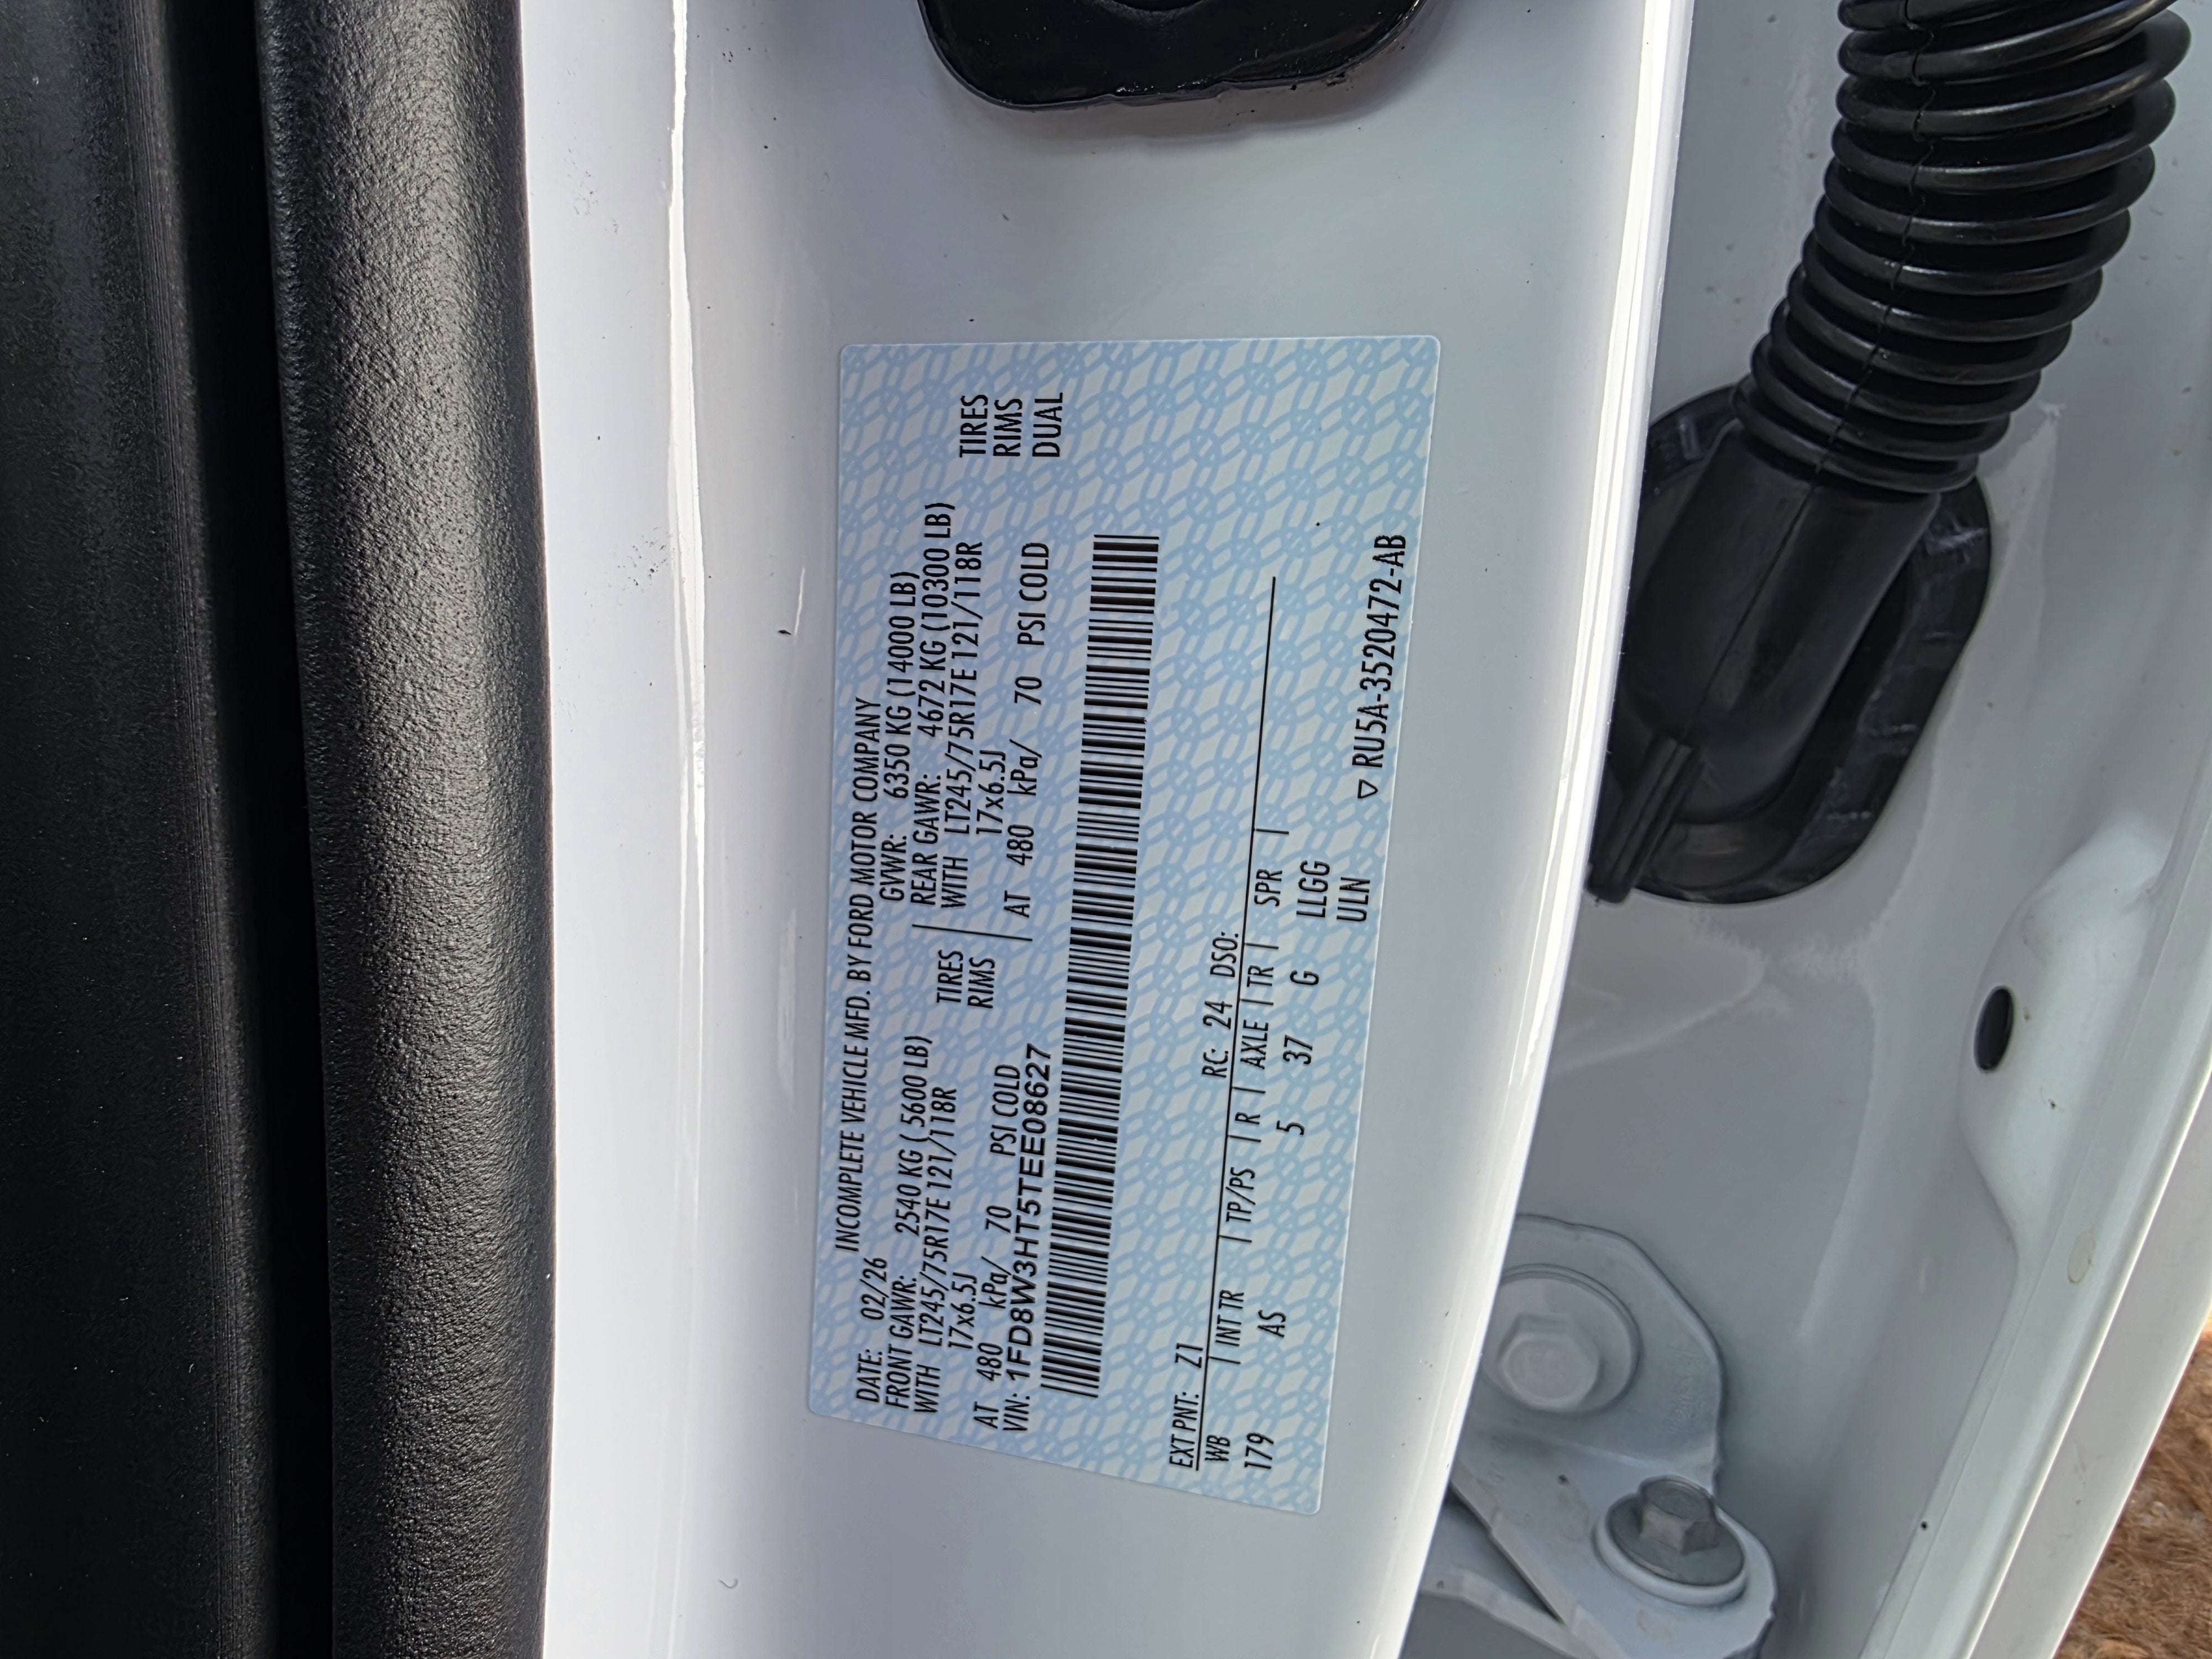 INCOMPLETE VEHICLE MFD. BY FORD MOTOR COMPANY
DATE: 02/26 GVWR: 6350 KG (14000 LB)
FRONT GAWR: 2540 KG ( 5600 LB) REAR GAWR: 4672 KG (10300 LB)
WITH LT245/75R17E 121/118R TIRES WITH LT245/75R17E 121/118R TIRES
17x6.5J RIMS 17x6.5J RIMS
AT 480 kPa/ 70 PSI COLD AT 480 kPa/ 70 PSI COLD DUAL
VIN: 1FD8W3HT5TEE08627
EXT PNT: Z1 RC: 24 DSO:
WB | INT TR | TP/PS | R | AXLE | TR | SPR |
179 AS 5 37 G LLGG
ULN
▽ RU5A-3520472-AB